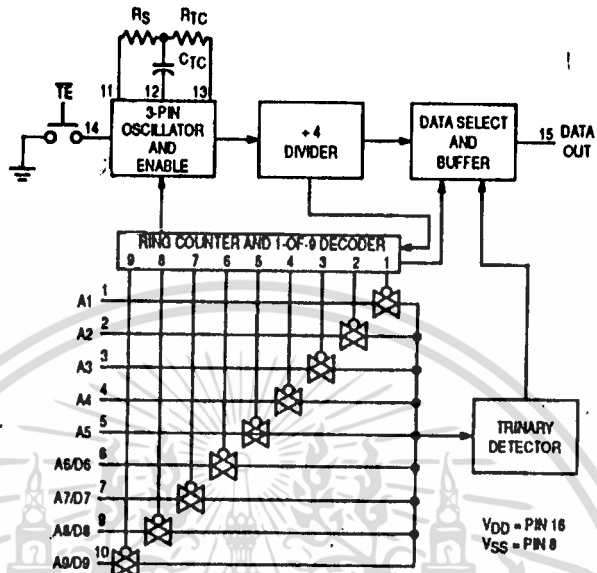 RS RTC
CTC
11 12 13
TE
14
3-PIN
OSCILLATOR
AND
ENABLE
÷ 4
DIVIDER
DATA SELECT
AND
BUFFER
15 DATA
OUT
RING COUNTER AND 1-OF-9 DECODER
9 8 7 6 5 4 3 2 1
A1 1
A2 2
A3 3
A4 4
A5 5
A6/D6 6
A7/D7 7
A8/D8 9
A9/D9 10
TRINARY
DETECTOR
VDD = PIN 16
VSS = PIN 8